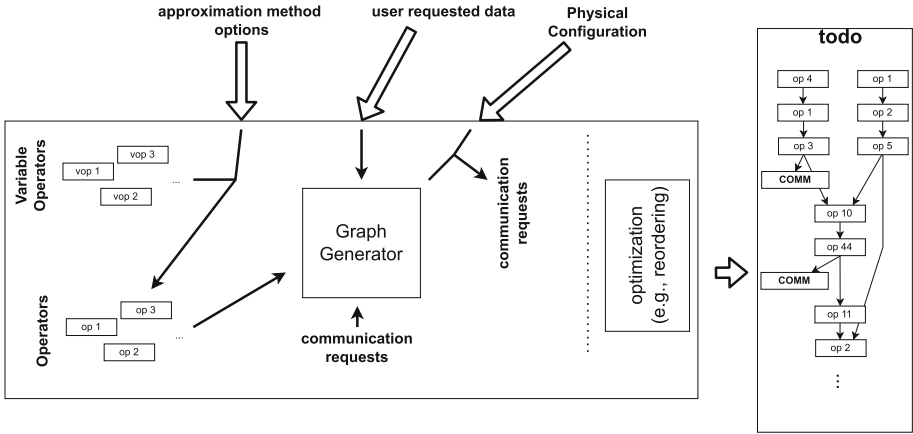 approximation method
options
user requested data
Physical
Configuration
Variable
Operators
vop 3
vop 1
vop 2
...
communication
requests
Graph
Generator
optimization
(e.g., reordering)
Operators
op 3
op 1
op 2
...
communication
requests
todo
op 4
op 1
op 1
op 2
op 3
op 5
COMM
op 10
op 44
COMM
op 11
op 2
...